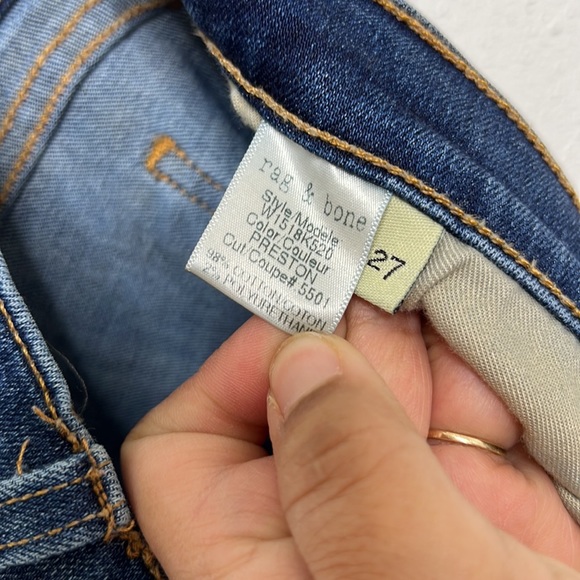 rag & bone
Style Modele
W1518K520
Color Couleur
PRESTON
Cut Coupe# 5501
98% COTTON/COTON
2% POLYURETHANE
27